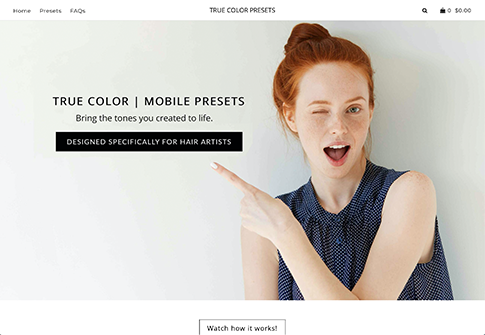 Home Presets FAQs TRUE COLOR PRESETS 0 $0.00
TRUE COLOR | MOBILE PRESETS
Bring the tones you created to life.
DESIGNED SPECIFICALLY FOR HAIR ARTISTS
Watch how it works!